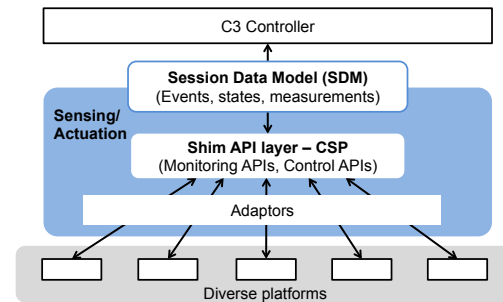 C3 Controller
Session Data Model (SDM)
(Events, states, measurements)
Sensing/
Actuation
Shim API layer – CSP
(Monitoring APIs, Control APIs)
Adaptors
Diverse platforms